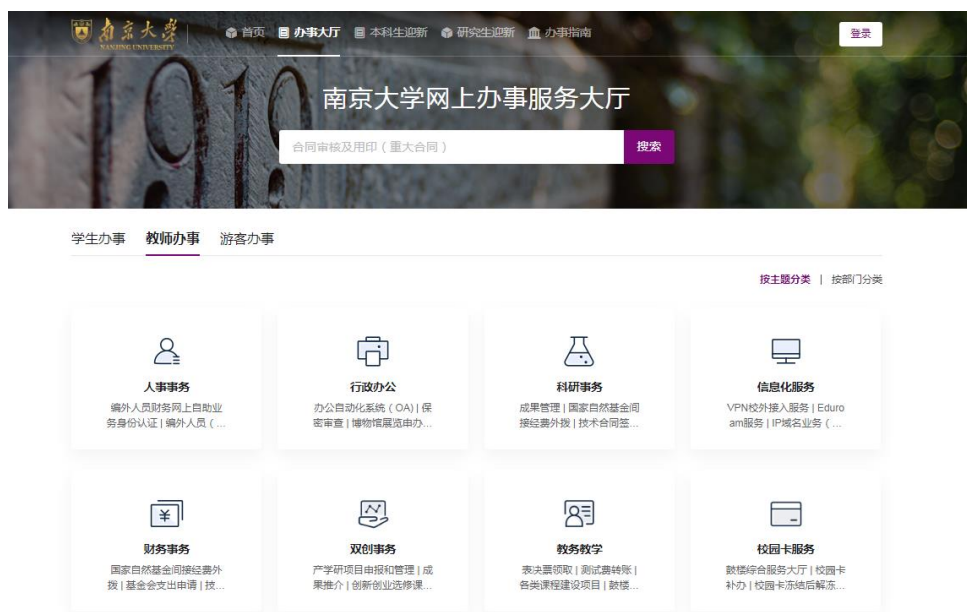 南京大学
NANJING UNIVERSITY
首页 办事大厅 本科生迎新 研究生迎新 办事指南 登录
1919
南京大学网上办事服务大厅
合同审核及用印（重大合同） 搜索
学生办事 教师办事 游客办事
按主题分类 | 按部门分类
人事事务 行政办公 科研事务 信息化服务
编外人员财务网上自助业 办公自动化系统（OA）| 保 成果管理 | 国家自然基金间 VPN校外接入服务 | Eduro
务身份认证 | 编外人员（... 密审查 | 博物馆展览申办... 接经费外拨 | 技术合同签... am服务 | IP域名业务（...
财务事务 双创事务 教务教学 校园卡服务
国家自然基金间接经费外 产学研项目申报和管理 | 成 表决票领取 | 测试费转账 | 鼓楼综合服务大厅 | 校园卡
拨 | 基金会支出申请 | 技... 果推介 | 创新创业选修课... 各类课程建设项目 | 鼓楼... 补办 | 校园卡冻结后解冻...